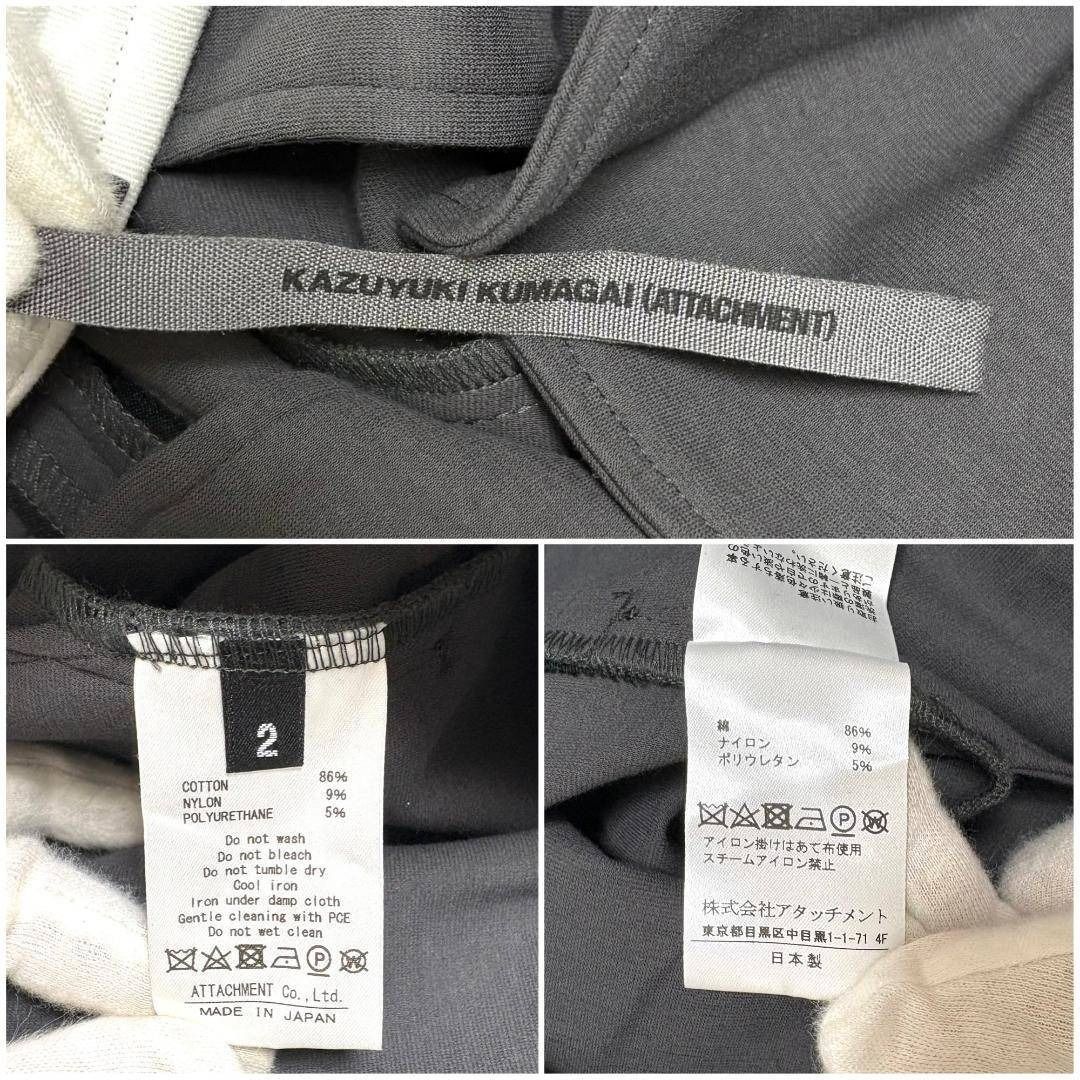 KAZUYUKI KUMAGAI (ATTACHMENT)
2
COTTON 86%
NYLON 9%
POLYURETHANE 5%
Do not wash
Do not bleach
Do not tumble dry
Cool iron
Iron under damp cloth
Gentle cleaning with PCE
Do not wet clean
P
W
ATTACHMENT Co.,Ltd.
MADE IN JAPAN
綿 86%
ナイロン 9%
ポリウレタン 5%
P
W
アイロン掛けはあて布使用
スチームアイロン禁止
株式会社アタッチメント
東京都目黒区中目黒1-1-71 4F
日本製